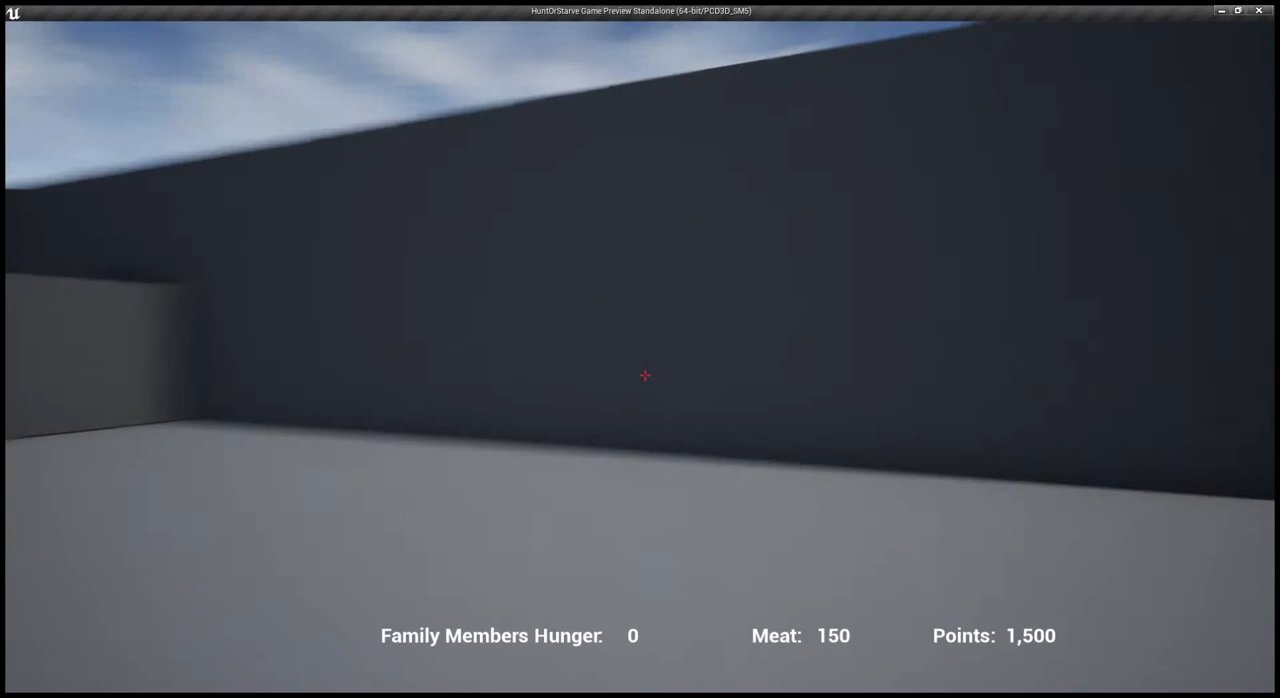 HuntOrStarve Game Preview Standalone (64-bit/PCD3D_SM5)
Family Members Hunger: 0 Meat: 150 Points: 1,500